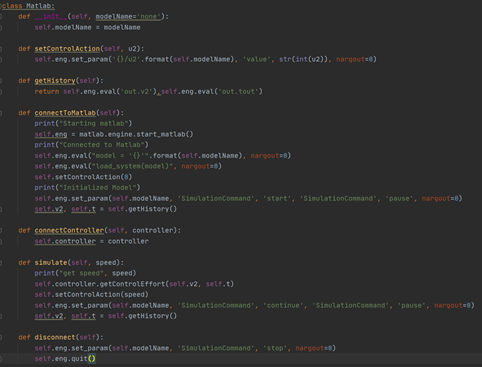 class Matlab:
def __init__(self, modelName='none'):
self.modelName = modelName
def setControlAction(self, u2):
self.eng.set_param('{}/u2'.format(self.modelName), 'value', str(int(u2)), nargout=0)
def getHistory(self):
return self.eng.eval('out.v2'),self.eng.eval('out.tout')
def connectToMatlab(self):
print("Starting matlab")
self.eng = matlab.engine.start_matlab()
print("Connected to Matlab")
self.eng.eval("model = '{}'".format(self.modelName), nargout=0)
self.eng.eval("load_system(model)", nargout=0)
self.setControlAction(0)
print("Initialized Model")
self.eng.set_param(self.modelName, 'SimulationCommand', 'start', 'SimulationCommand', 'pause', nargout=0)
self.v2, self.t = self.getHistory()
def connectController(self, controller):
self.controller = controller
def simulate(self, speed):
print("get speed", speed)
self.controller.getControlEffort(self.v2, self.t)
self.setControlAction(speed)
self.eng.set_param(self.modelName, 'SimulationCommand', 'continue', 'SimulationCommand', 'pause', nargout=0)
self.v2, self.t = self.getHistory()
def disconnect(self):
self.eng.set_param(self.modelName, 'SimulationCommand', 'stop', nargout=0)
self.eng.quit()